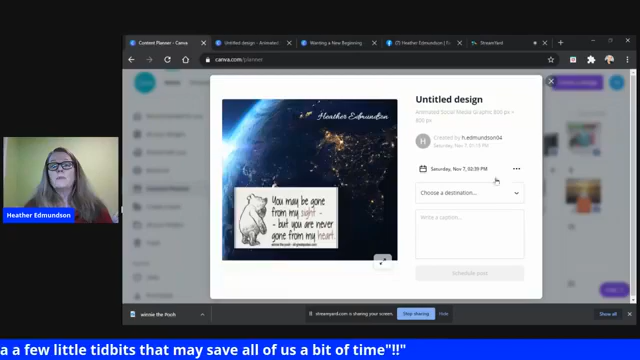 Content Planner - Canva
Untitled design - Animated
Wanting a New Beginning
Heather Edmundson | F
StreamYard
canva.com/planner
Heather Edmundson
You may be gone
from my sight -
- but you are never
gone from my heart.
Untitled design
Animated Social Media Graphic 800 px ×
800 px
H
Created by h.edmundson04
Saturday, Nov 7, 02:39 PM
Choose a destination...
Write a caption...
Schedule post
Heather Edmundson
streamyard.com is sharing your screen.
Stop sharing
Hide
winnie the Pooh
Show all
a a few little tidbits that may save all of us a bit of time"!!"